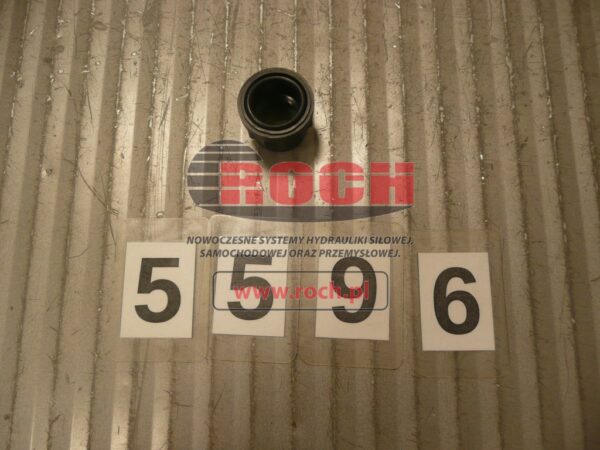 ROCH
NOWOCZESNE SYSTEMY HYDRAULIKI SIŁOWEJ,
SAMOCHODOWEJ ORAZ PRZEMYSŁOWEJ.
www.roch.pl
5 5 9 6